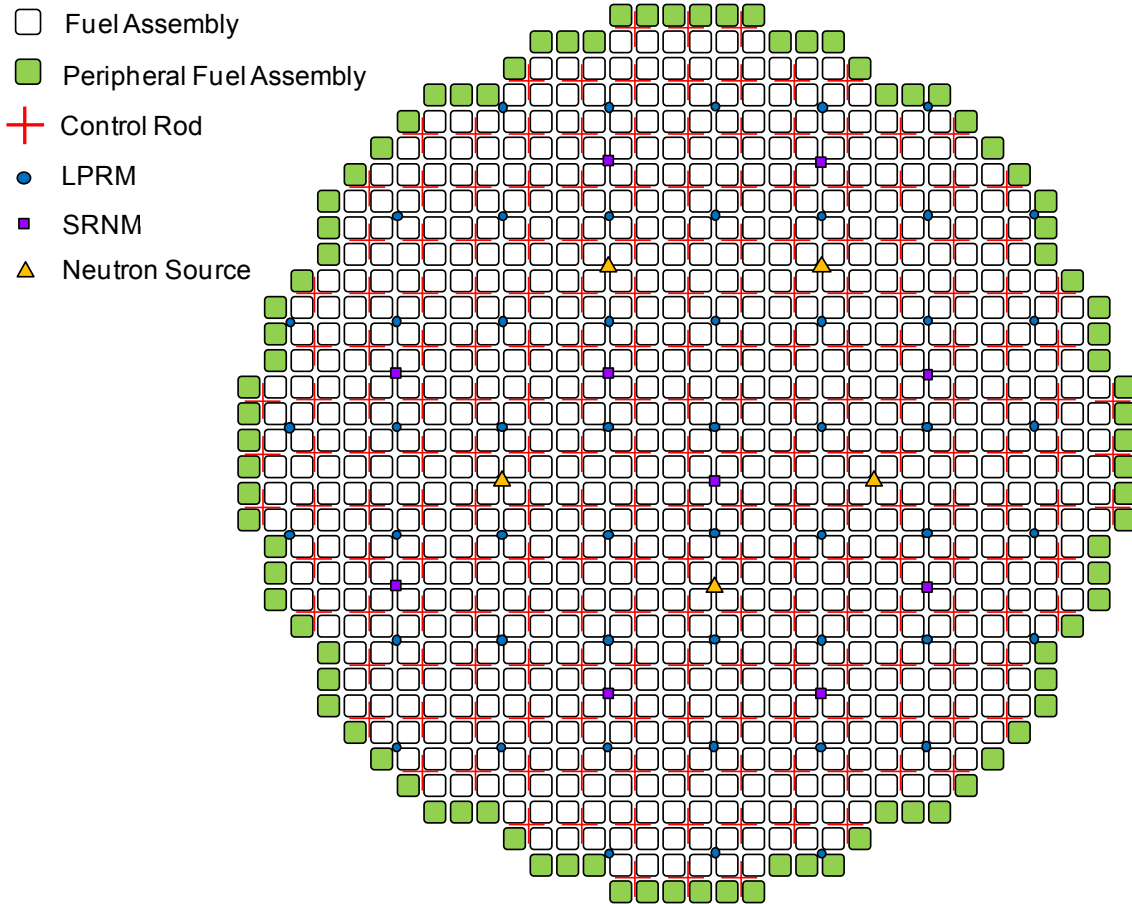 Fuel Assembly
Peripheral Fuel Assembly
Control Rod
LPRM
SRNM
Neutron Source